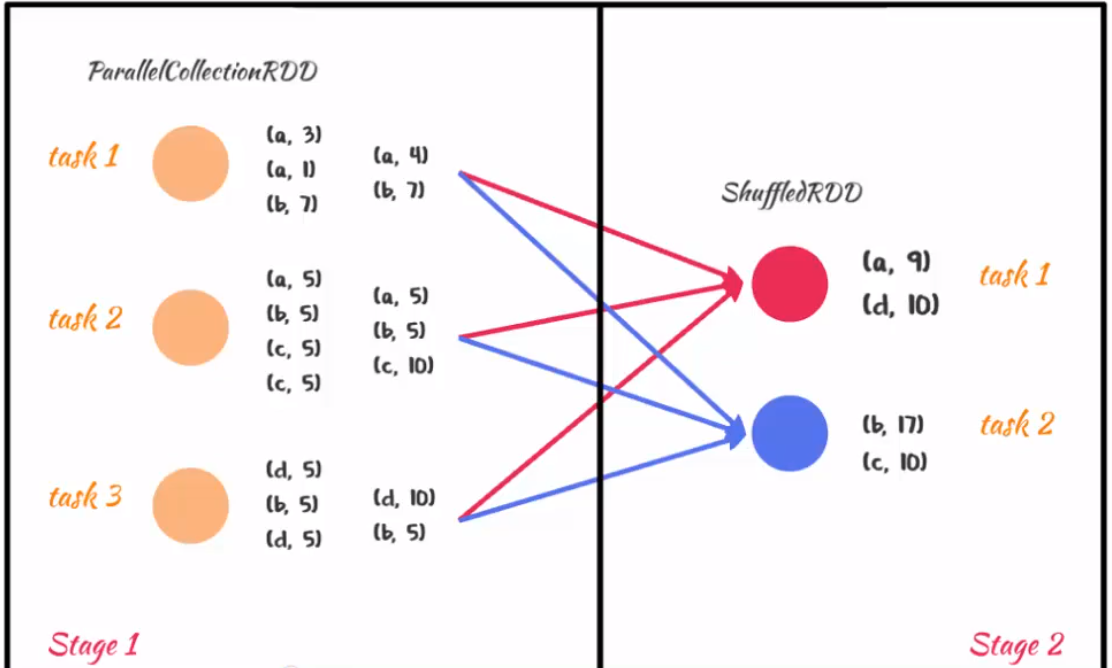 ParallelCollectionRDD
task 1
(a, 3)
(a, 1)
(b, 7)
(a, 4)
(b, 7)
task 2
(a, 5)
(b, 5)
(c, 5)
(c, 5)
(a, 5)
(b, 5)
(c, 10)
task 3
(d, 5)
(b, 5)
(d, 5)
(d, 10)
(b, 5)
Stage 1
ShuffledRDD
(a, 9)
(d, 10)
task 1
(b, 17)
(c, 10)
task 2
Stage 2